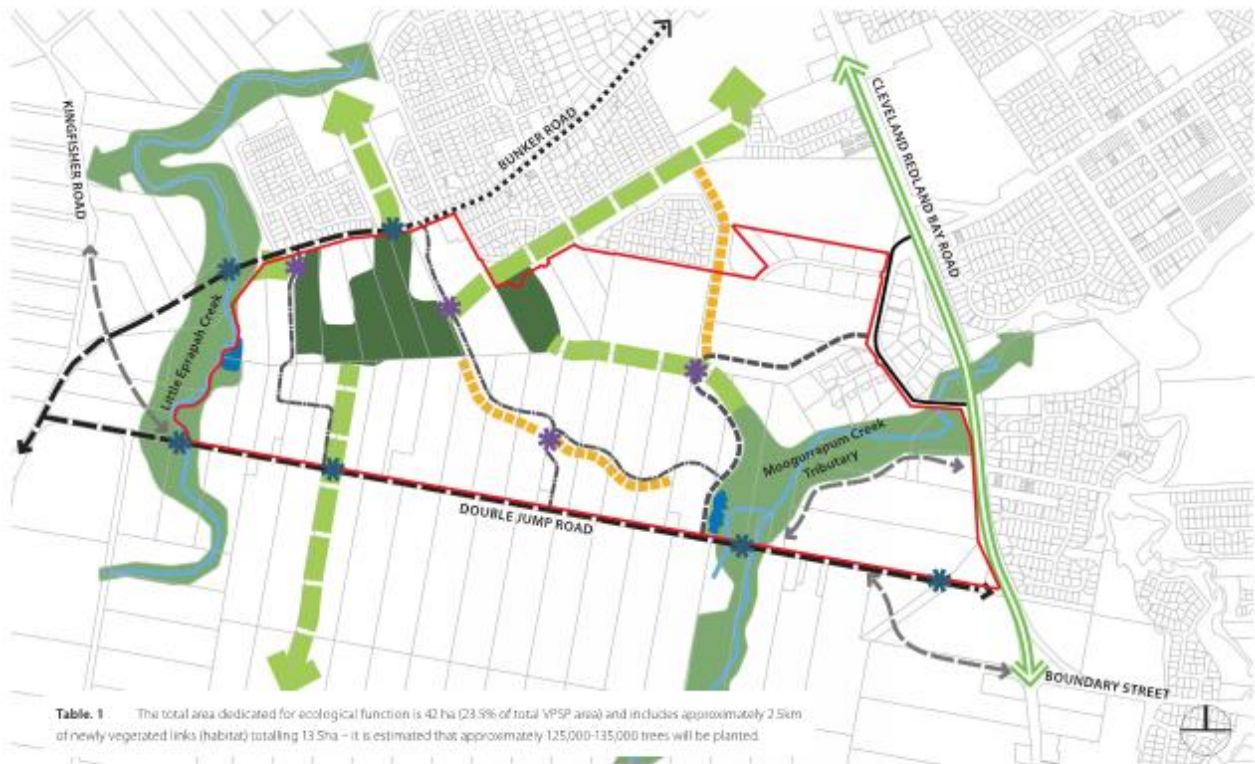 CLEVELAND REDLAND BAY ROAD
KINGFISHER ROAD
BUNKER ROAD
Little Eprapah Creek
Moogurrapum Creek
Tributary
DOUBLE JUMP ROAD
BOUNDARY STREET
Table. 1 The total area dedicated for ecological function is 42 ha (23.5% of total VPSP area) and includes approximately 2.5km
of newly vegetated links (habitat) totalling 13.5ha – it is estimated that approximately 125,000-135,000 trees will be planted.